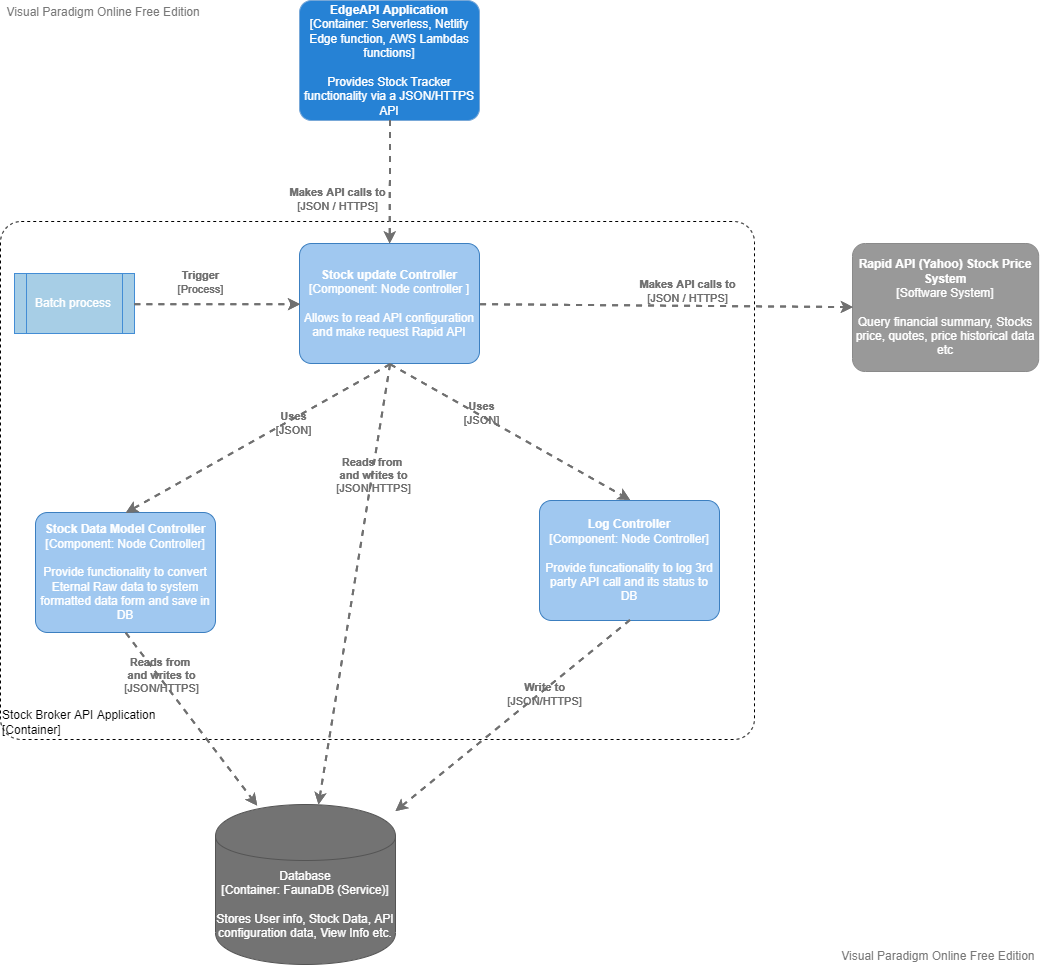 Visual Paradigm Online Free Edition
EdgeAPI Application
[Container: Serverless, Netlify
Edge function, AWS Lambdas
functions]
Provides Stock Tracker
functionality via a JSON/HTTPS
API
Makes API calls to
[JSON / HTTPS]
Batch process
Trigger
[Process]
Stock update Controller
[Component: Node controller ]
Allows to read API configuration
and make request Rapid API
Makes API calls to
[JSON / HTTPS]
Rapid API (Yahoo) Stock Price
System
[Software System]
Query financial summary, Stocks
price, quotes, price historical data
etc
Uses
[JSON]
Reads from
and writes to
[JSON/HTTPS]
Uses
[JSON]
Stock Data Model Controller
[Component: Node Controller]
Provide functionality to convert
Eternal Raw data to system
formatted data form and save in
DB
Log Controller
[Component: Node Controller]
Provide funcationality to log 3rd
party API call and its status to
DB
Reads from
and writes to
[JSON/HTTPS]
Write to
[JSON/HTTPS]
Stock Broker API Application
[Container]
Database
[Container: FaunaDB (Service)]
Stores User info, Stock Data, API
configuration data, View Info etc.
Visual Paradigm Online Free Edition